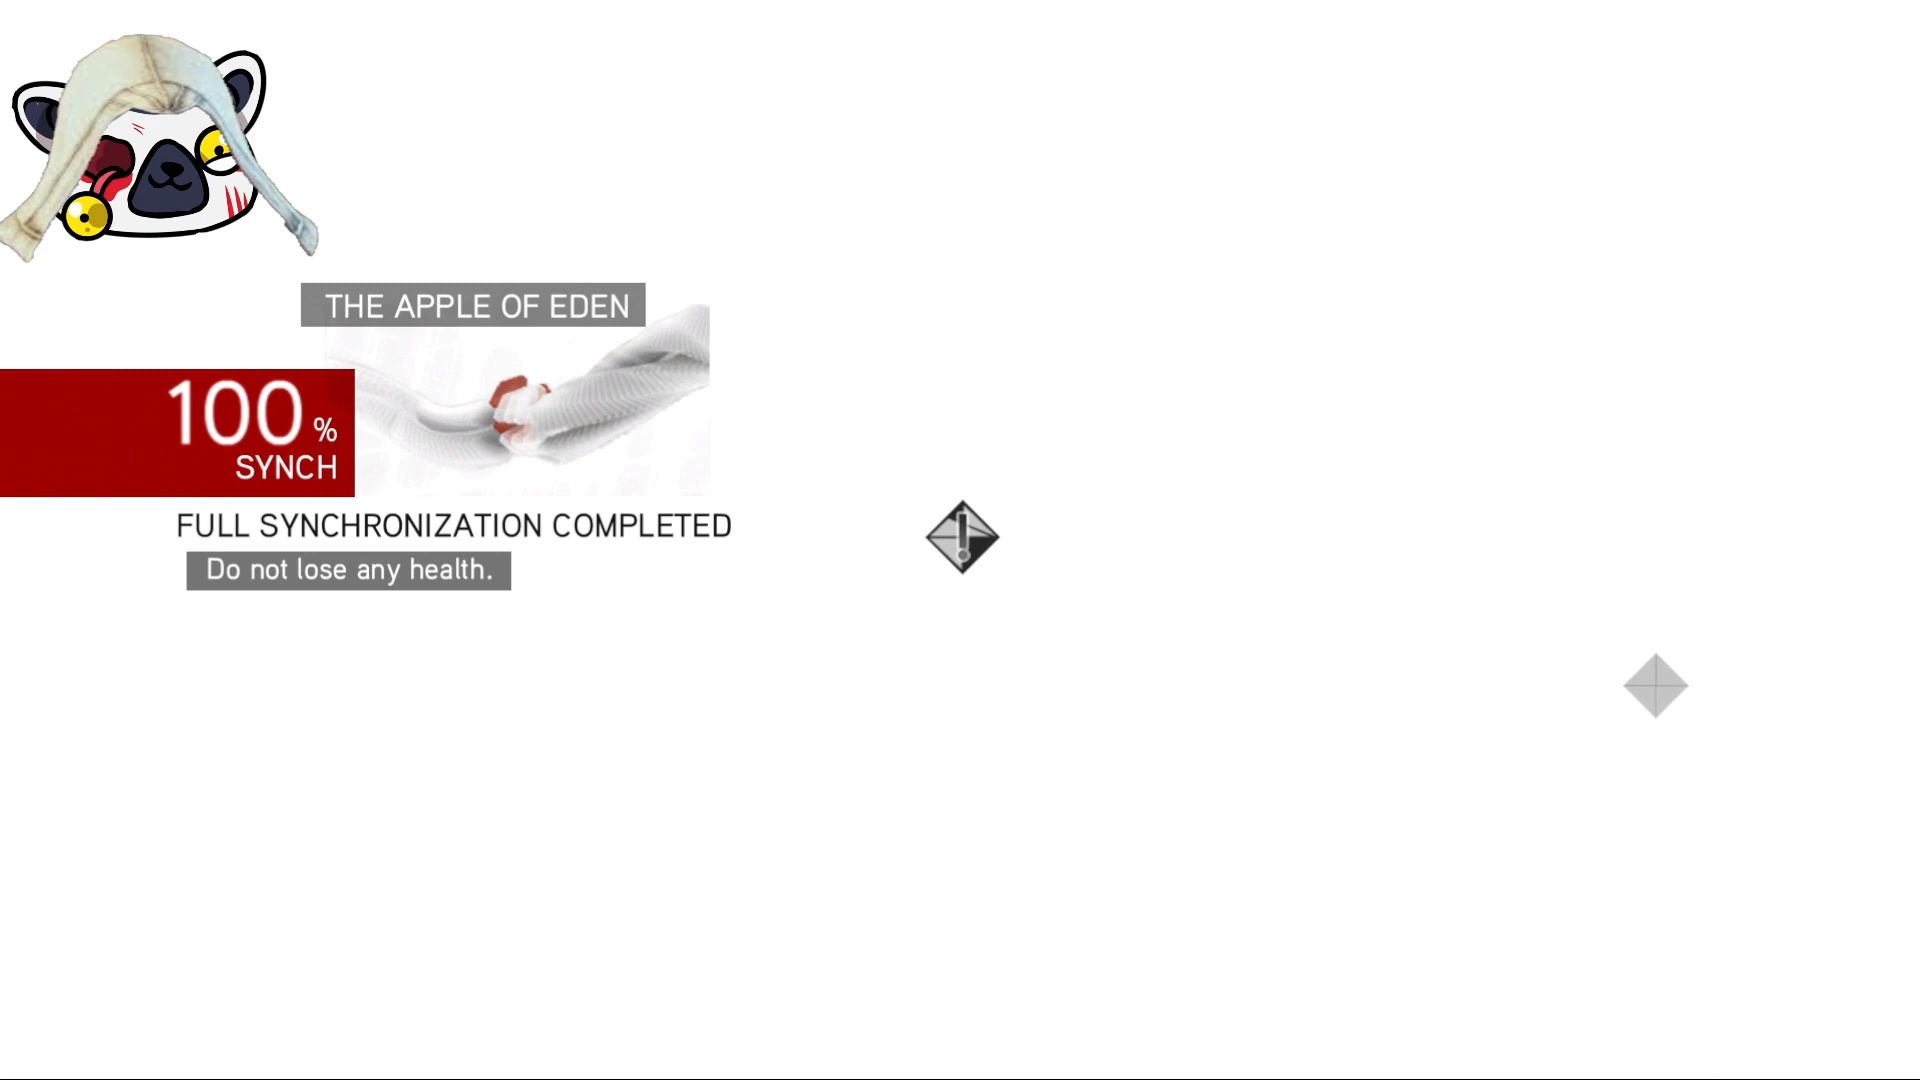 THE APPLE OF EDEN
100 %
SYNCH
FULL SYNCHRONIZATION COMPLETED
Do not lose any health.